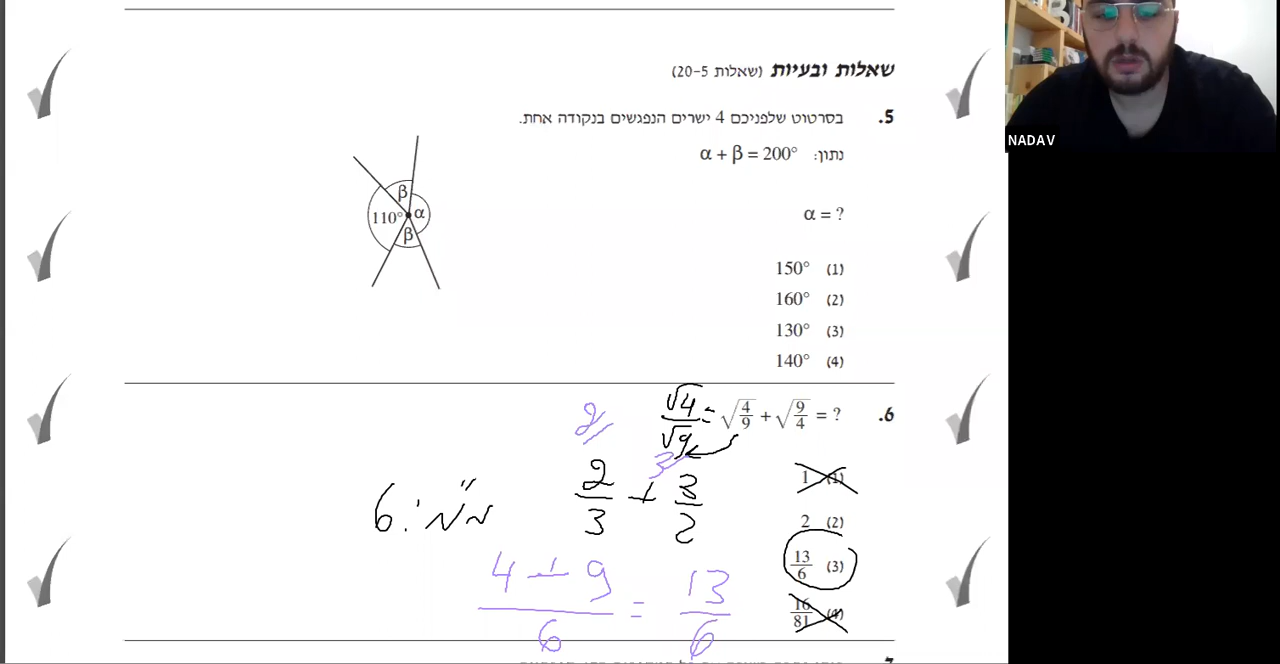 NADAV
שאלות ובעיות (שאלות 5-20)
5. בסרטוט שלפניכם 4 ישרים הנפגשים בנקודה אחת.
נתון: α + β = 200°
α = ?
(1) 150°
(2) 160°
(3) 130°
(4) 140°
β
110° α
β
6. √(4/9) + √(9/4) = ?
√4/√9 =
2
3
2/3 + 3/2
מ"מ: 6
(4 + 9)/6 = 13/6
(1) 1
(2) 2
(3) 13/6
(4) 16/81